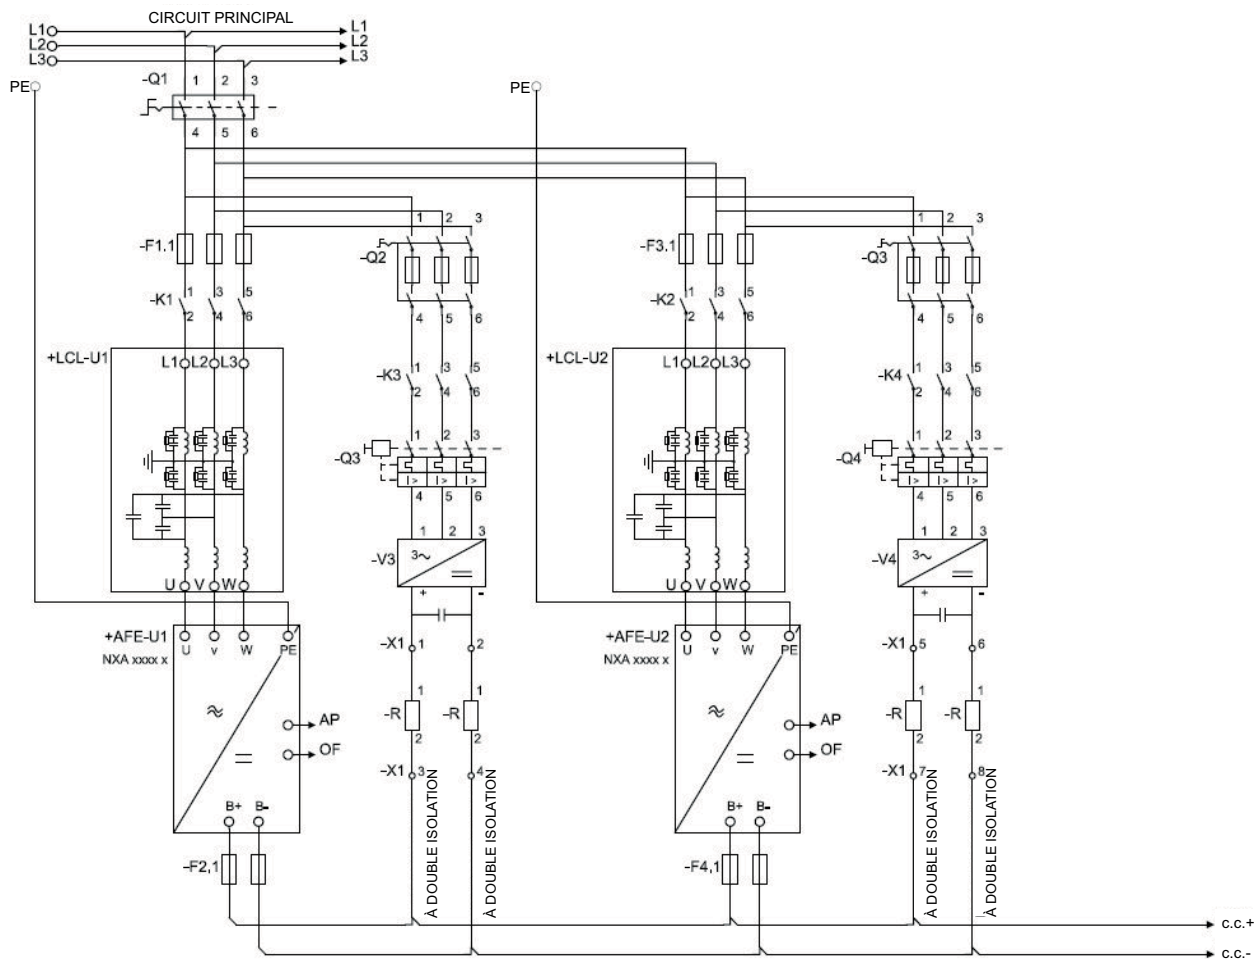 CIRCUIT PRINCIPAL
L1 L1
L2 L2
L3 L3
PE -Q1 1 2 3 PE
4 5 6
1 2 3 1 2 3
-F1.1 -Q2 -F3.1 -Q3
-K1 1 3 5 -K2 1 3 5
2 4 6 4 5 6 2 4 6 4 5 6
+LCL-U1 L1 L2 L3 +LCL-U2 L1 L2 L3
-K3 1 3 5 -K4 1 3 5
2 4 6 2 4 6
1 2 3 1 2 3
-Q3 -Q4
I> I> I> I> I> I>
4 5 6 4 5 6
1 2 3 1 2 3
-V3 3~ -V4 3~
U V W U V W
+ - + -
+AFE-U1 U v W PE -X1 1 2 +AFE-U2 U v W PE -X1 5 6
NXA xxxx x NXA xxxx x
1 1 1 1
AP -R -R AP -R -R
OF 2 2 OF 2 2
-X1 3 4 -X1 7 8
B+ B- B+ B-
À DOUBLE ISOLATION
À DOUBLE ISOLATION
À DOUBLE ISOLATION
À DOUBLE ISOLATION
-F2,1 -F4,1
c.c.+
c.c.-